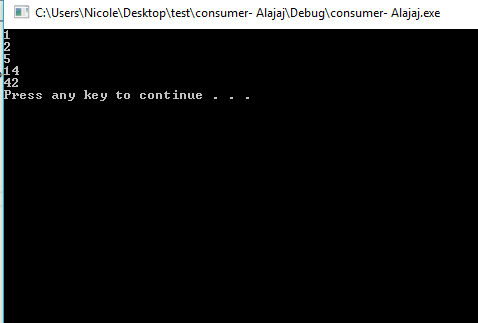 C:\Users\Nicole\Desktop\test\consumer- Alajaj\Debug\consumer- Alajaj.exe
1
2
5
14
42
Press any key to continue . . .